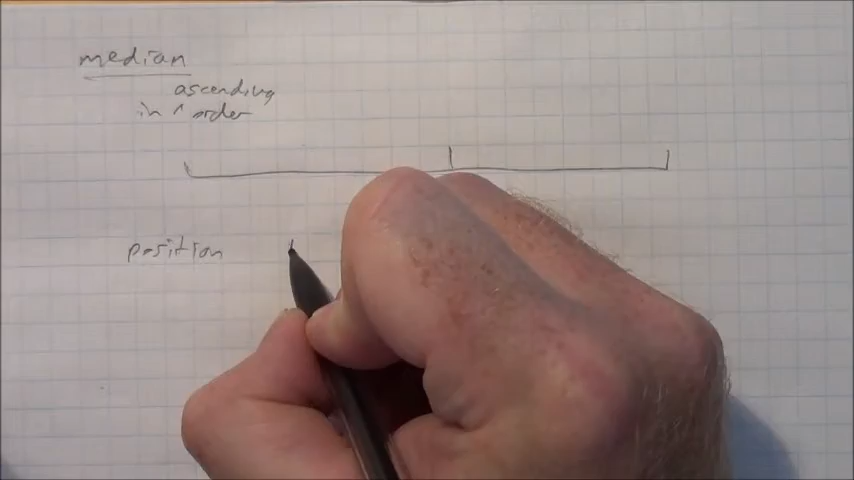 median
ascending
in ^ order
position